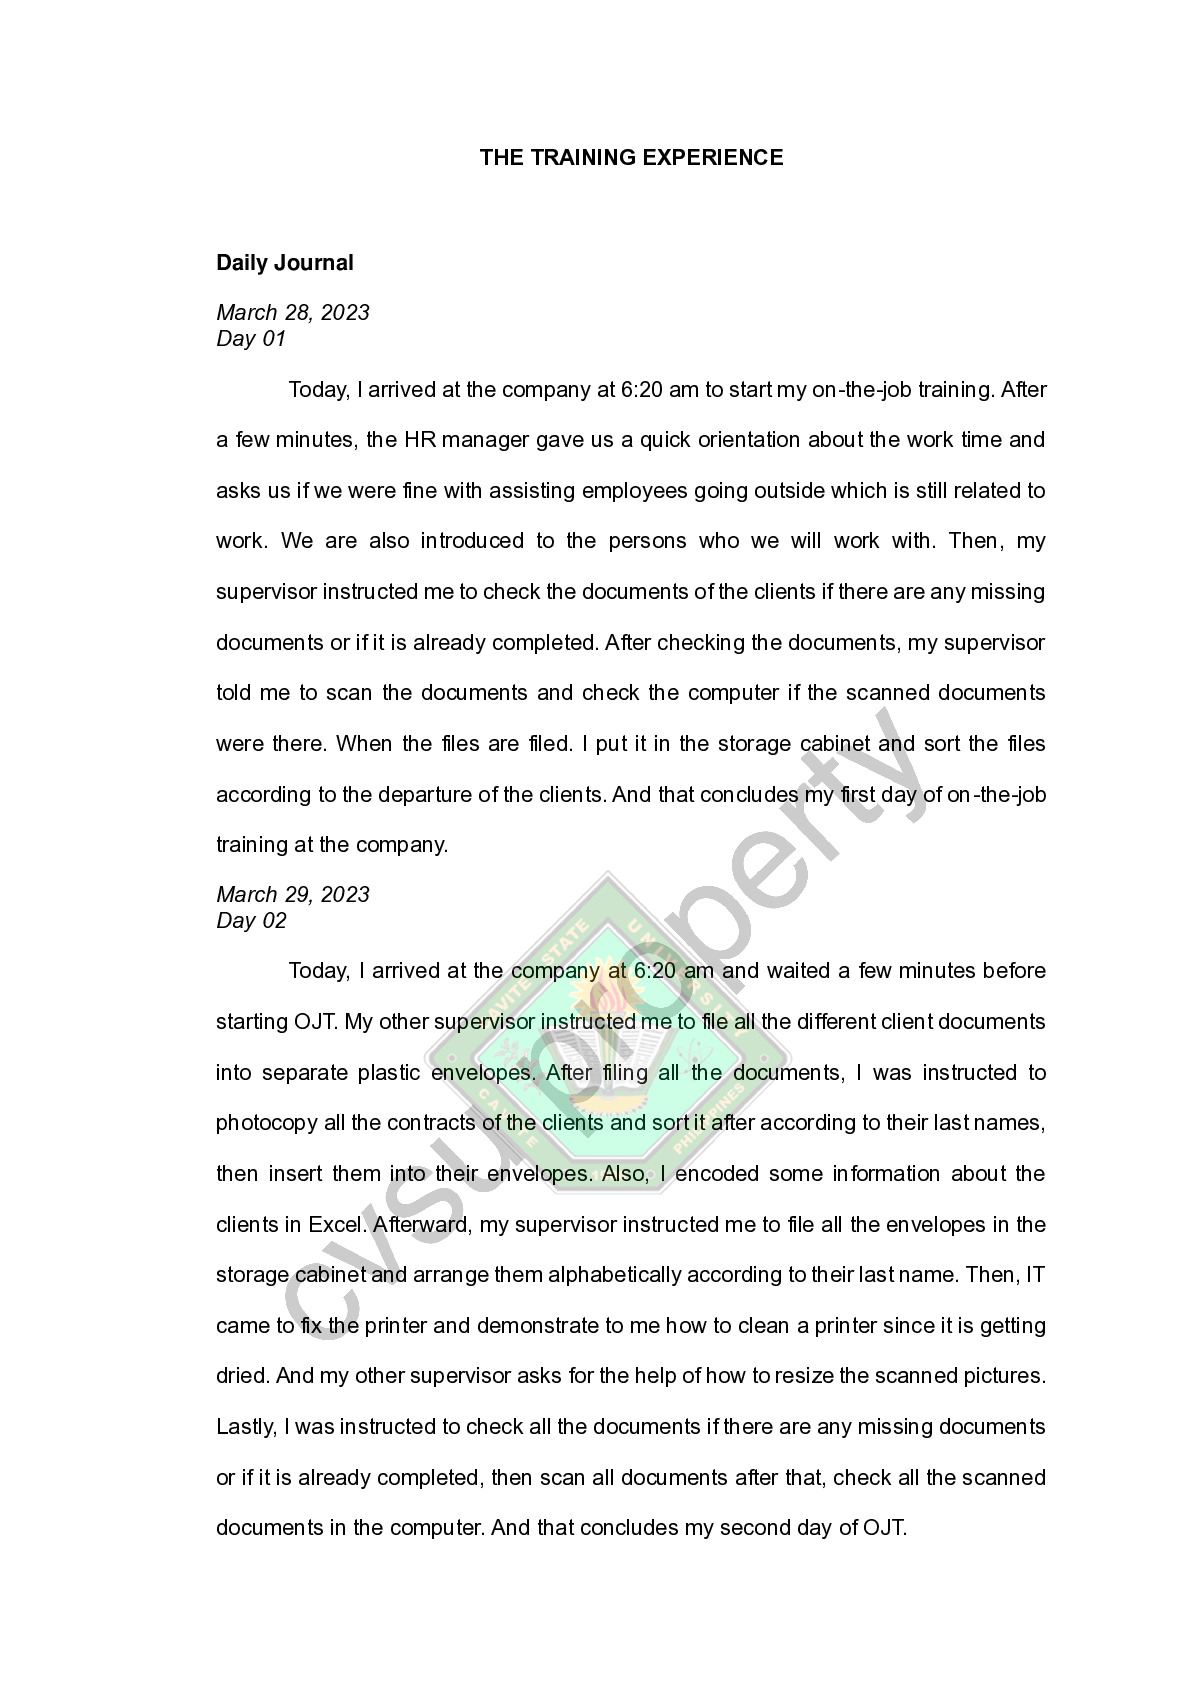 THE TRAINING EXPERIENCE
Daily Journal
March 28, 2023
Day 01
Today, I arrived at the company at 6:20 am to start my on-the-job training. After
a few minutes, the HR manager gave us a quick orientation about the work time and
asks us if we were fine with assisting employees going outside which is still related to
work. We are also introduced to the persons who we will work with. Then, my
supervisor instructed me to check the documents of the clients if there are any missing
documents or if it is already completed. After checking the documents, my supervisor
told me to scan the documents and check the computer if the scanned documents
were there. When the files are filed. I put it in the storage cabinet and sort the files
according to the departure of the clients. And that concludes my first day of on-the-job
training at the company.
March 29, 2023
Day 02
Today, I arrived at the company at 6:20 am and waited a few minutes before
starting OJT. My other supervisor instructed me to file all the different client documents
into separate plastic envelopes. After filing all the documents, I was instructed to
photocopy all the contracts of the clients and sort it after according to their last names,
then insert them into their envelopes. Also, I encoded some information about the
clients in Excel. Afterward, my supervisor instructed me to file all the envelopes in the
storage cabinet and arrange them alphabetically according to their last name. Then, IT
came to fix the printer and demonstrate to me how to clean a printer since it is getting
dried. And my other supervisor asks for the help of how to resize the scanned pictures.
Lastly, I was instructed to check all the documents if there are any missing documents
or if it is already completed, then scan all documents after that, check all the scanned
documents in the computer. And that concludes my second day of OJT.
cvsu property
CAVITE STATE UNIVERSITY
CAVITE
PHILIPPINES